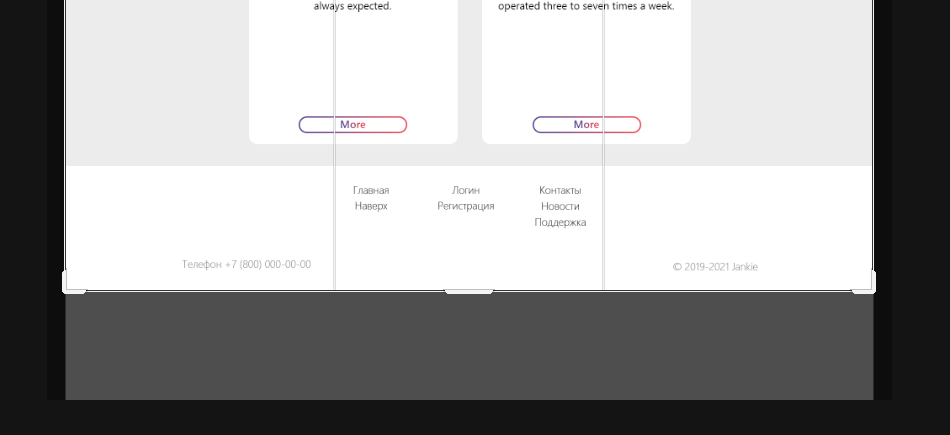 always expected.
operated three to seven times a week.
More
More
Главная
Наверх
Логин
Регистрация
Контакты
Новости
Поддержка
Телефон +7 (800) 000-00-00
© 2019-2021 Jankie